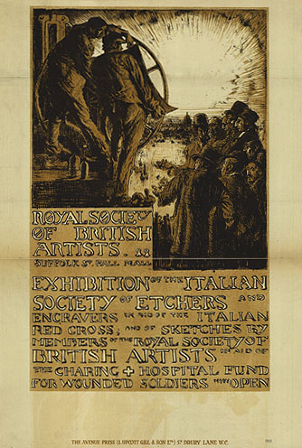 ROYAL SOCIETY
OF BRITISH
ARTISTS.
SUFFOLK ST. PALL MALL
EXHIBITION OF THE ITALIAN
SOCIETY OF ETCHERS AND
ENGRAVERS IN AID OF THE ITALIAN
RED CROSS, AND OF SKETCHES BY
MEMBERS OF THE ROYAL SOCIETY OF
BRITISH ARTISTS IN AID OF
THE CHARING + HOSPITAL FUND
FOR WOUNDED SOLDIERS NOW OPEN
THE AVENUE PRESS (L. UPCOTT GILL & SON LTD) 57 DRURY LANE W.C.